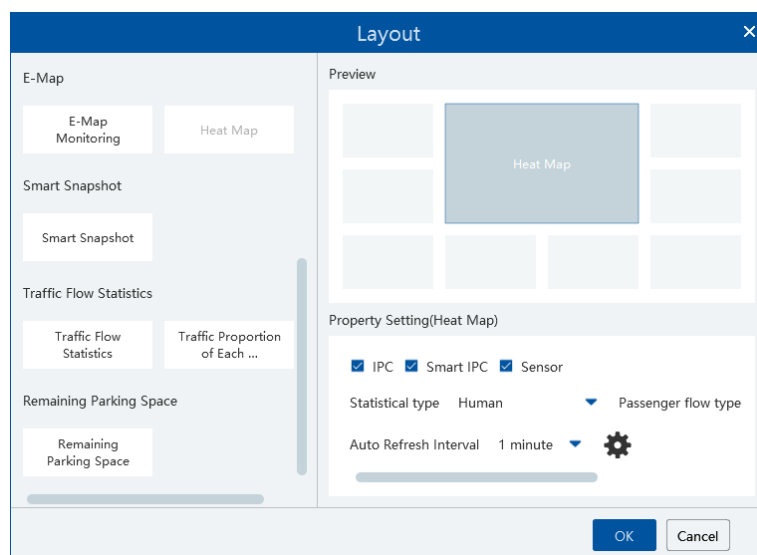 Layout
E-Map
E-Map
Monitoring
Heat Map
Smart Snapshot
Smart Snapshot
Traffic Flow Statistics
Traffic Flow
Statistics
Traffic Proportion
of Each ...
Remaining Parking Space
Remaining
Parking Space
Preview
Heat Map
Property Setting(Heat Map)
IPC Smart IPC Sensor
Statistical type Human Passenger flow type
Auto Refresh Interval 1 minute
OK Cancel